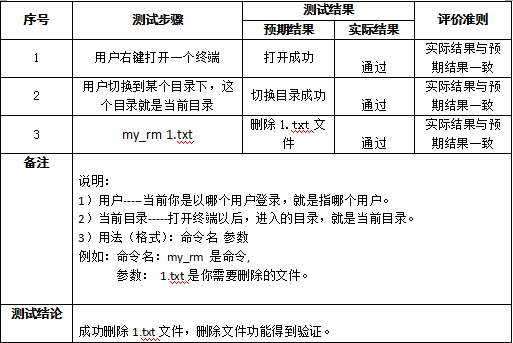 序号 测试步骤 测试结果 评价准则
预期结果 实际结果
1 用户右键打开一个终端 打开成功 通过 实际结果与预
期结果一致
2 用户切换到某个目录下，这
个目录就是当前目录 切换目录成功 通过 实际结果与预
期结果一致
3 my_rm 1.txt 删除 1.txt 文
件 通过 实际结果与预
期结果一致
备注
说明：
1）用户-----当前你是以哪个用户登录，就是指哪个用户。
2）当前目录-----打开终端以后，进入的目录，就是当前目录。
3）用法（格式）：命令名 参数
例如：命令名：my_rm 是命令,
参数： 1.txt 是你需要删除的文件。
测试结论
成功删除 1.txt 文件，删除文件功能得到验证。